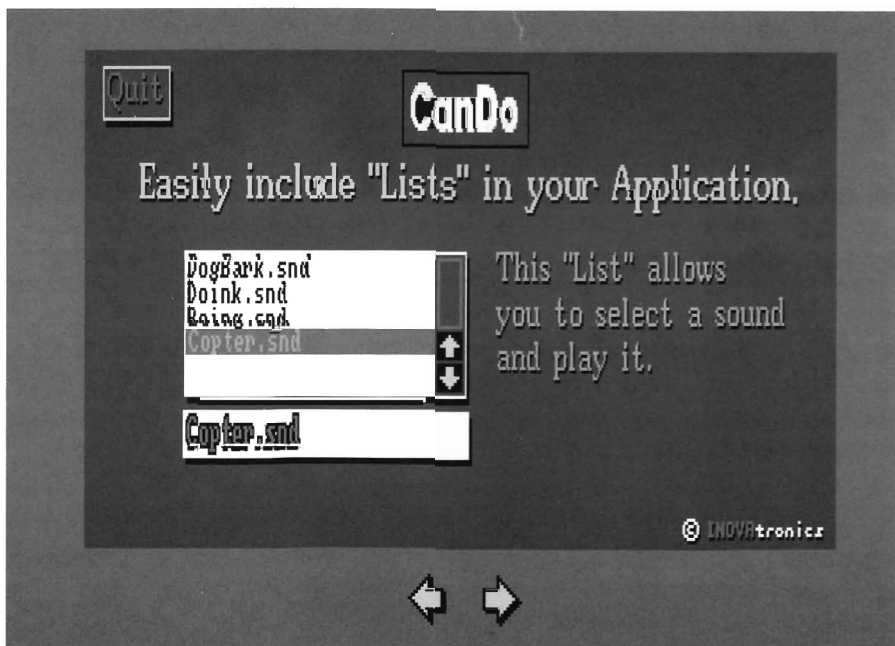 Quit
CanDo
Easily include "Lists" in your Application.
DogBark.snd
Doink.snd
Boing.snd
Copter.snd
This "List" allows
you to select a sound
and play it.
Copter.snd
© INOVAtronics